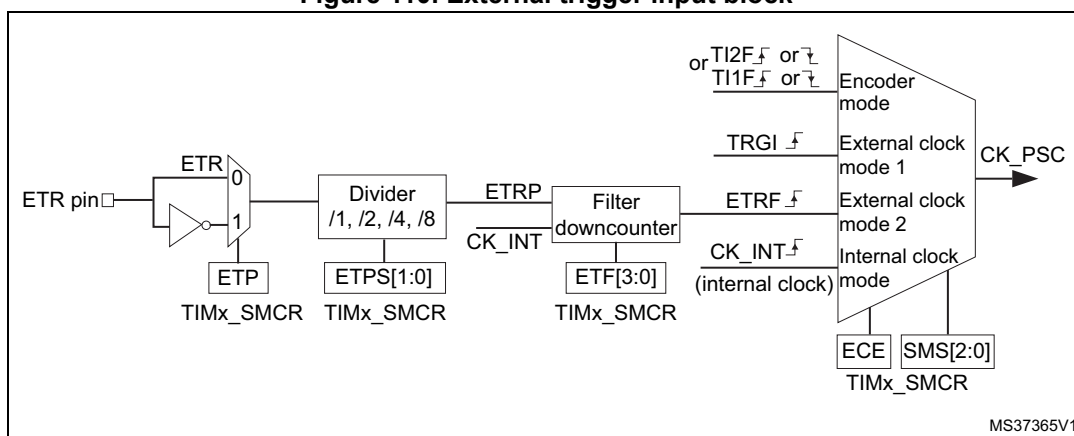 Figure 110. External trigger input block
or TI2F or
TI1F or
Encoder
mode
TRGI
External clock
mode 1
CK_PSC
ETR
0
ETR pin
1
Divider
/1, /2, /4, /8
ETRP
CK_INT
Filter
downcounter
ETRF
External clock
mode 2
CK_INT
(internal clock)
Internal clock
mode
ETP
TIMx_SMCR
ETPS[1:0]
TIMx_SMCR
ETF[3:0]
TIMx_SMCR
ECE
SMS[2:0]
TIMx_SMCR
MS37365V1